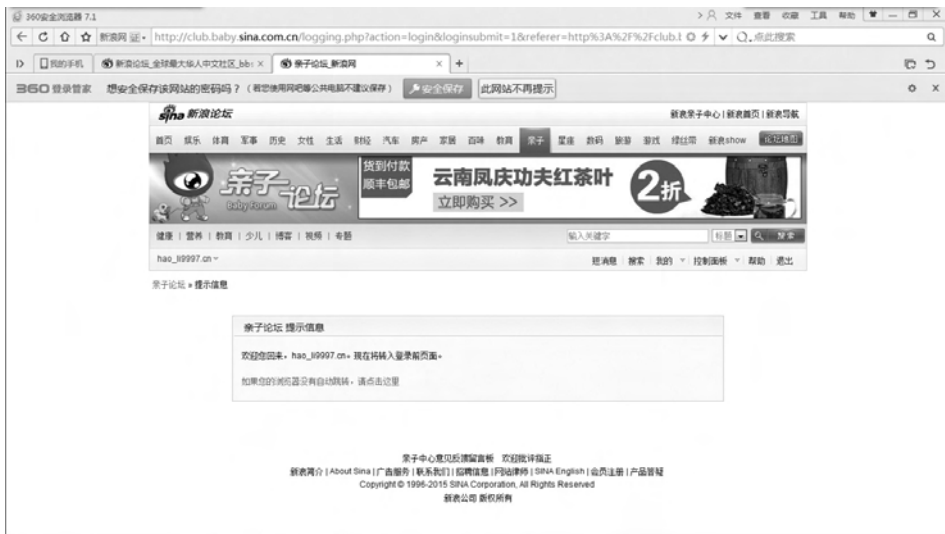 360安全浏览器 7.1
文件 查看 收藏 工具 帮助
新浪网 证 http://club.baby.sina.com.cn/logging.php?action=login&loginsubmit=1&referer=http%3A%2F%2Fclub.b
点此搜索
我的手机 新浪论坛_全球最大华人中文社区_bbs 亲子论坛_新浪网
360登录管家 想安全保存该网站的密码吗？（若您使用网吧等公共电脑不建议保存） 安全保存 此网站不再提示
sina 新浪论坛
新浪亲子中心 | 新浪首页 | 新浪导航
首页 娱乐 体育 军事 历史 女性 生活 财经 汽车 房产 家居 百味 教育 亲子 星座 数码 旅游 游戏 绿丝带 新浪show 论坛地图
亲子论坛
Baby Forum
货到付款
顺丰包邮
云南凤庆功夫红茶叶
立即购买 >>
2折
健康 | 营养 | 教育 | 少儿 | 博客 | 视频 | 专题
输入关键字 标题 搜索
hao_li9997.cn
短消息 搜索 我的 控制面板 帮助 退出
亲子论坛 » 提示信息
亲子论坛 提示信息
欢迎您回来，hao_li9997.cn。现在将转入登录前页面。
如果您的浏览器没有自动跳转，请点击这里
亲子中心意见反馈留言板 欢迎批评指正
新浪简介 | About Sina | 广告服务 | 联系我们 | 招聘信息 | 网站律师 | SINA English | 会员注册 | 产品答疑
Copyright © 1996-2015 SINA Corporation, All Rights Reserved
新浪公司 版权所有